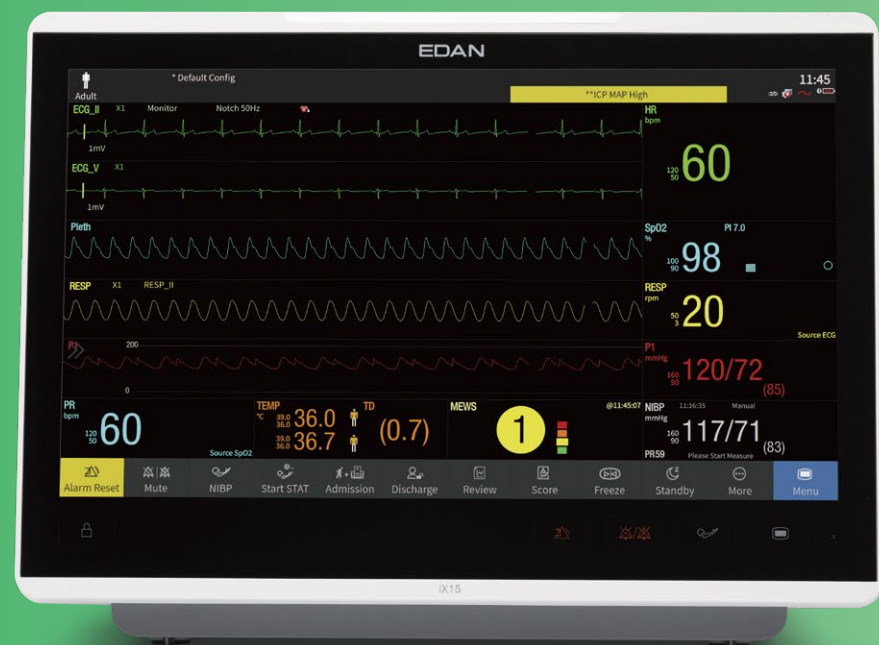 EDAN
Adult
* Default Config
**ICP MAP High
11:45
ECG_II X1 Monitor Notch 50Hz
1mV
HR
bpm
120
50
60
ECG_V X1
1mV
Pleth
SpO2
%
PI 7.0
100
90
98
RESP X1 RESP_II
RESP
rpm
50
3
20
Source ECG
P1
200
0
P1
mmHg
160
90
120/72
(85)
PR
bpm
120
50
60
Source SpO2
TEMP
°C
39.0
36.0
36.0
39.0
36.0
36.7
TD
(0.7)
MEWS
@11:45:07
1
NIBP 11:16:35 Manual
mmHg
160
90
117/71
(83)
PR59 Please Start Measure
Alarm Reset Mute NIBP Start STAT Admission Discharge Review Score Freeze Standby More Menu
iX15